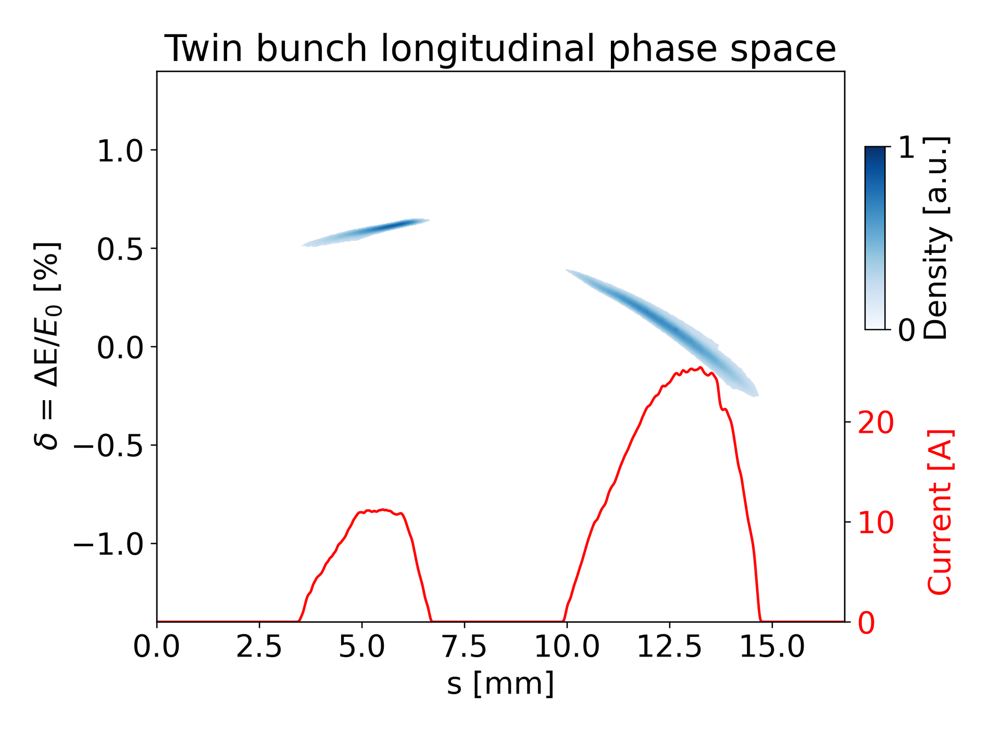 Twin bunch longitudinal phase space
1.0
0.5
0.0
−0.5
−1.0
δ = ΔE/E₀ [%]
1
0
Density [a.u.]
20
10
0
Current [A]
0.0 2.5 5.0 7.5 10.0 12.5 15.0
s [mm]